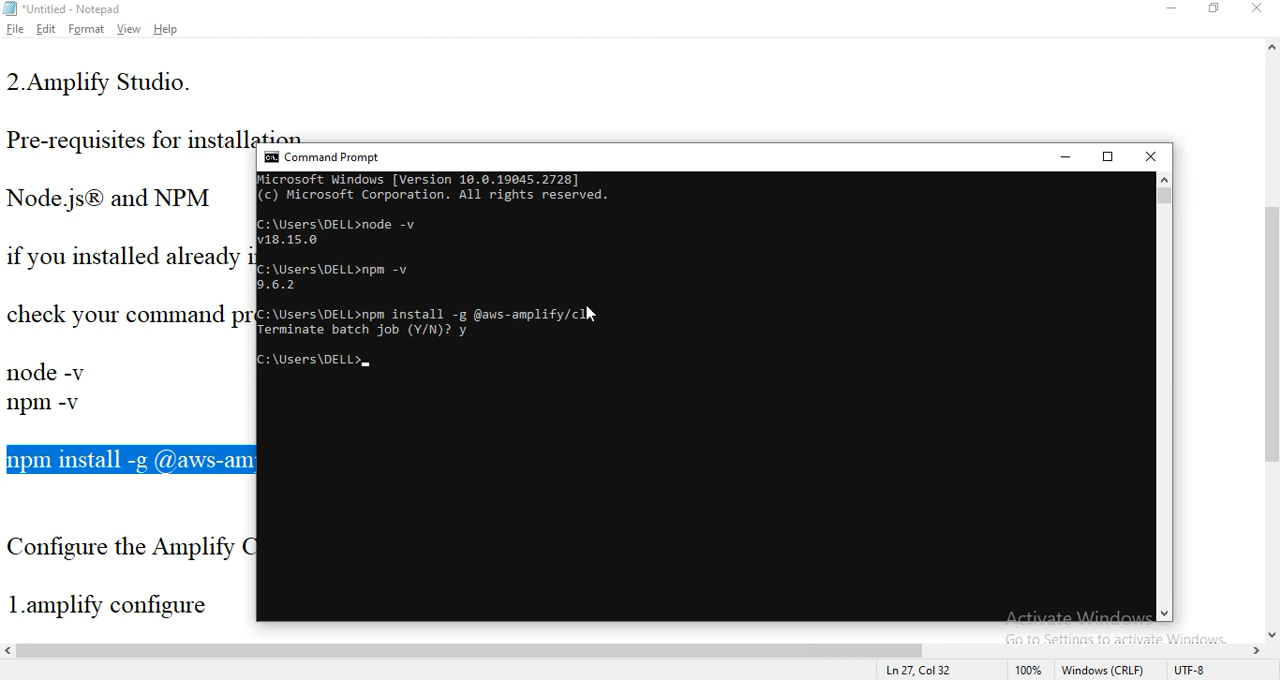 *Untitled - Notepad
File Edit Format View Help
2.Amplify Studio.
Pre-requisites for installation
Node.js® and NPM
if you installed already
check your command
node -v
npm -v
npm install -g
Configure the Amplify
1.amplify configure
Command Prompt
Microsoft Windows [Version 10.0.19045.2728]
(c) Microsoft Corporation. All rights reserved.
C:\Users\DELL>node -v
v18.15.0
C:\Users\DELL>npm -v
9.6.2
C:\Users\DELL>npm install -g @aws-amplify/cli
Terminate batch job (Y/N)? y
C:\Users\DELL>
Activate Windows
Go to Settings to activate Windows.
Ln 27, Col 32 100% Windows (CRLF) UTF-8